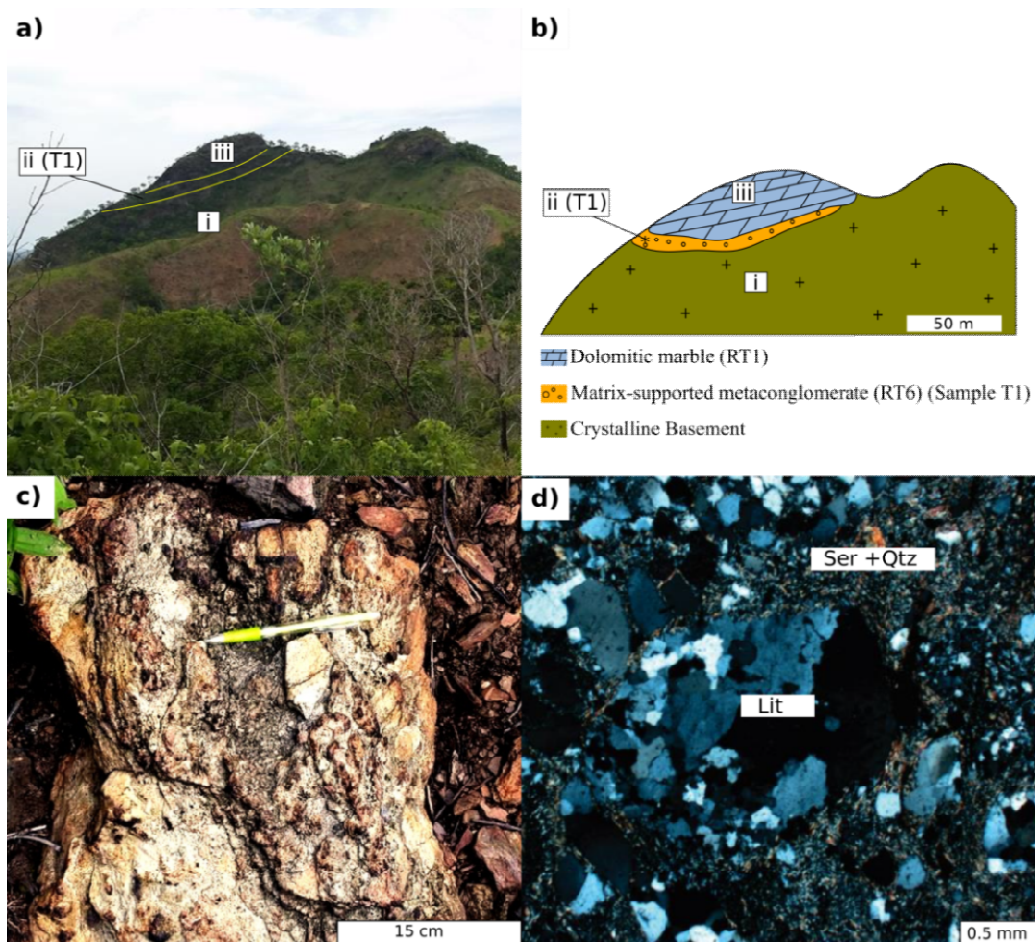 a)
iii
ii (T1)
i
b)
iii
ii (T1)
i
50 m
Dolomitic marble (RT1)
Matrix-supported metaconglomerate (RT6) (Sample T1)
Crystalline Basement
c)
15 cm
d)
Ser +Qtz
Lit
0.5 mm